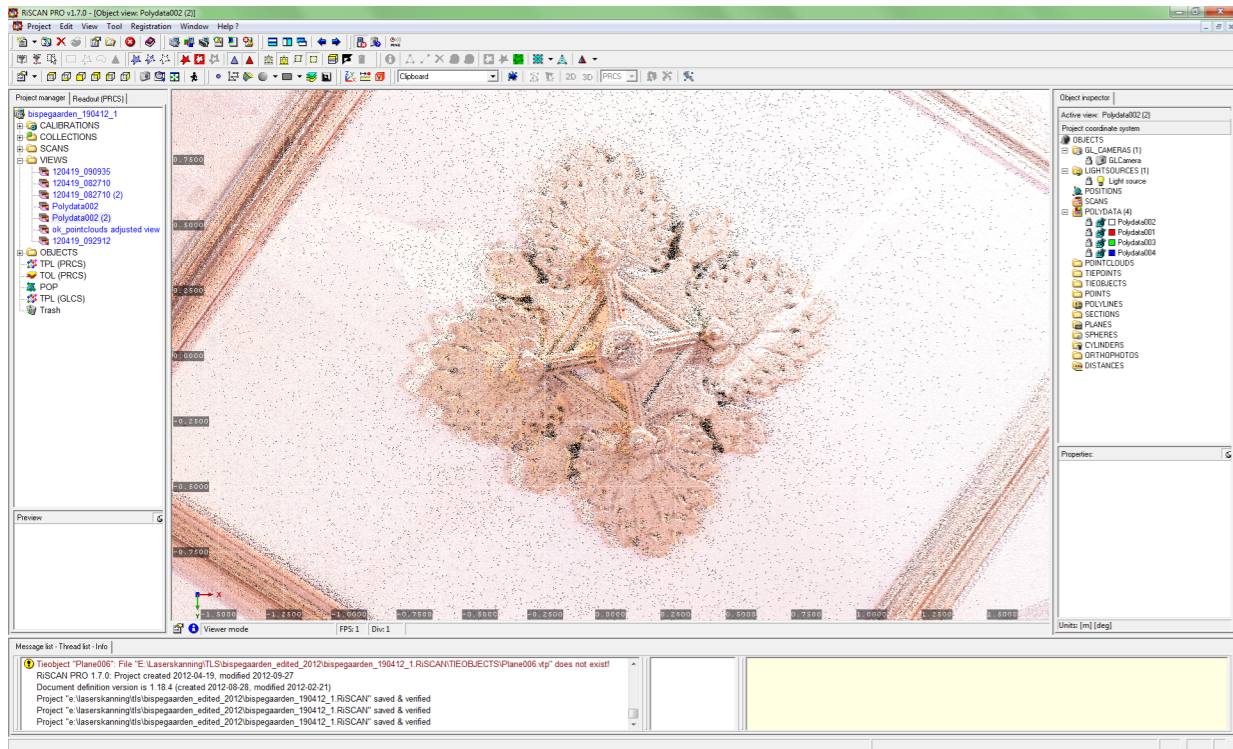 RiSCAN PRO v1.7.0 - [Object view: Polydata002 (2)]
Project Edit View Tool Registration Window Help ?
Clipboard 2D 3D PRCS
Project manager Readout (PRCS)
bispegaarden_190412_1
CALIBRATIONS
COLLECTIONS
SCANS
VIEWS
120419_090935
120419_082710
120419_082710 (2)
Polydata002
Polydata002 (2)
ok_pointclouds adjusted view
120419_092912
OBJECTS
TPL (PRCS)
TOL (PRCS)
POP
TPL (GLCS)
Trash
Preview
0.7500
0.5000
0.2500
0.0000
-0.2500
-0.5000
-0.7500
X
Y
-1.5000 -1.2500 -1.0000 -0.7500 -0.5000 -0.2500 0.0000 0.2500 0.5000 0.7500 1.0000 1.2500 1.5000
Viewer mode FPS: 1 Div: 1
Object inspector
Active view: Polydata002 (2)
Project coordinate system
OBJECTS
GL_CAMERAS (1)
GLCamera
LIGHTSOURCES (1)
Light source
POSITIONS
SCANS
POLYDATA (4)
Polydata002
Polydata001
Polydata003
Polydata004
POINTCLOUDS
TIEPOINTS
TIEOBJECTS
POINTS
POLYLINES
SECTIONS
PLANES
SPHERES
CYLINDERS
ORTHOPHOTOS
DISTANCES
Properties:
Units: [m] [deg]
Message list - Thread list - Info
Tieobject "Plane006": File "E:\Laserskanning\TLS\bispegaarden_edited_2012\bispegaarden_190412_1.RiSCAN\TIEOBJECTS\Plane006.vtp" does not exist!
RiSCAN PRO 1.7.0: Project created 2012-04-19, modified 2012-09-27
Document definition version is 1.18.4 (created 2012-08-28, modified 2012-02-21)
Project "e:\laserskanning\tls\bispegaarden_edited_2012\bispegaarden_190412_1.RiSCAN" saved & verified
Project "e:\laserskanning\tls\bispegaarden_edited_2012\bispegaarden_190412_1.RiSCAN" saved & verified
Project "e:\laserskanning\tls\bispegaarden_edited_2012\bispegaarden_190412_1.RiSCAN" saved & verified